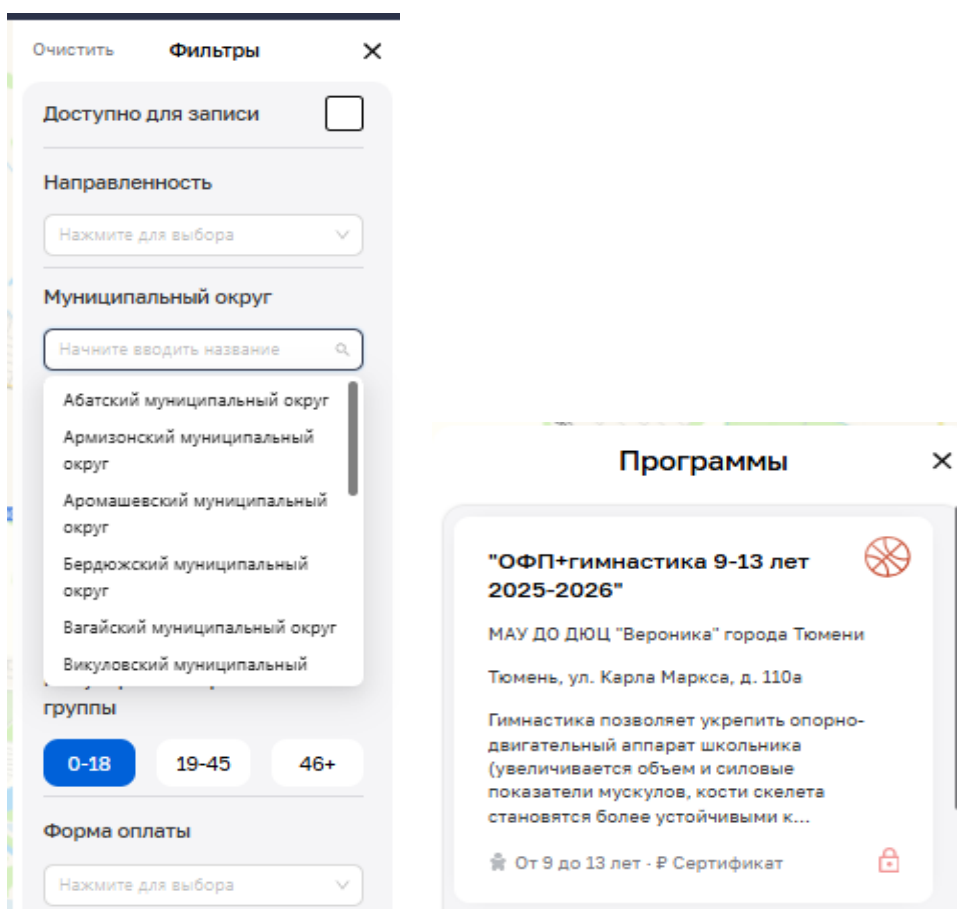 Очистить Фильтры
Доступно для записи
Направленность
Нажмите для выбора
Муниципальный округ
Начните вводить название
Абатский муниципальный округ
Армизонский муниципальный
округ
Аромашевский муниципальный
округ
Бердюжский муниципальный
округ
Вагайский муниципальный округ
Викуловский муниципальный
группы
0-18 19-45 46+
Форма оплаты
Нажмите для выбора
Программы
"ОФП+гимнастика 9-13 лет
2025-2026"
МАУ ДО ДЮЦ "Вероника" города Тюмени
Тюмень, ул. Карла Маркса, д. 110а
Гимнастика позволяет укрепить опорно-
двигательный аппарат школьника
(увеличивается объем и силовые
показатели мускулов, кости скелета
становятся более устойчивыми к...
От 9 до 13 лет · ₽ Сертификат